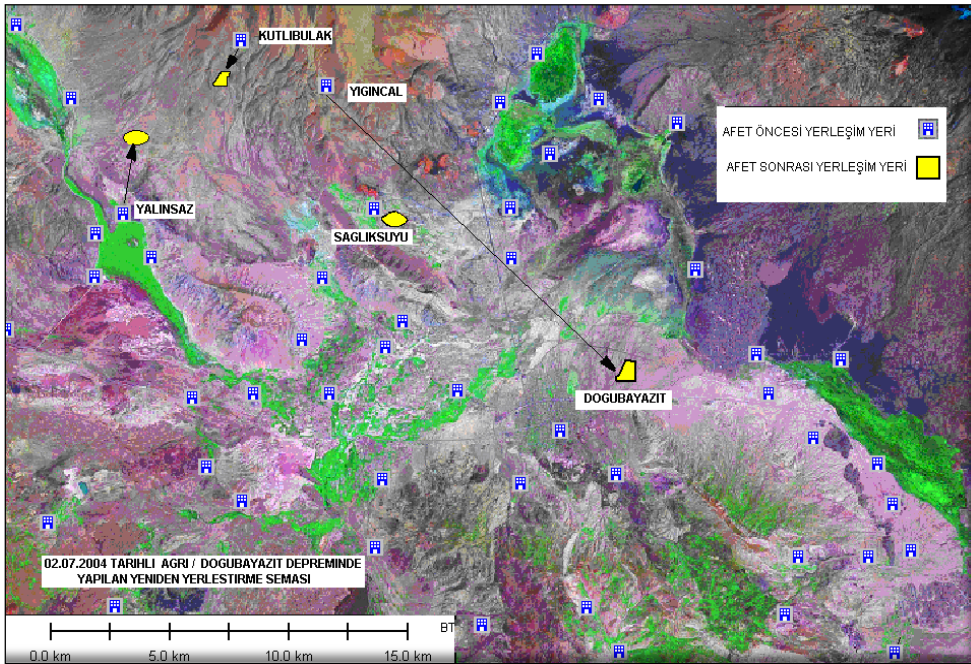 KUTLIBULAK
YIGINCAL
AFET ÖNCESİ YERLEŞİM YERİ
AFET SONRASI YERLEŞİM YERİ
YALINSAZ
SAGLIKSUYU
DOGUBAYAZIT
02.07.2004 TARIHLI AGRI / DOGUBAYAZIT DEPREMINDE
YAPILAN YENIDEN YERLESTIRME SEMASI
BT
0.0 km 5.0 km 10.0 km 15.0 km